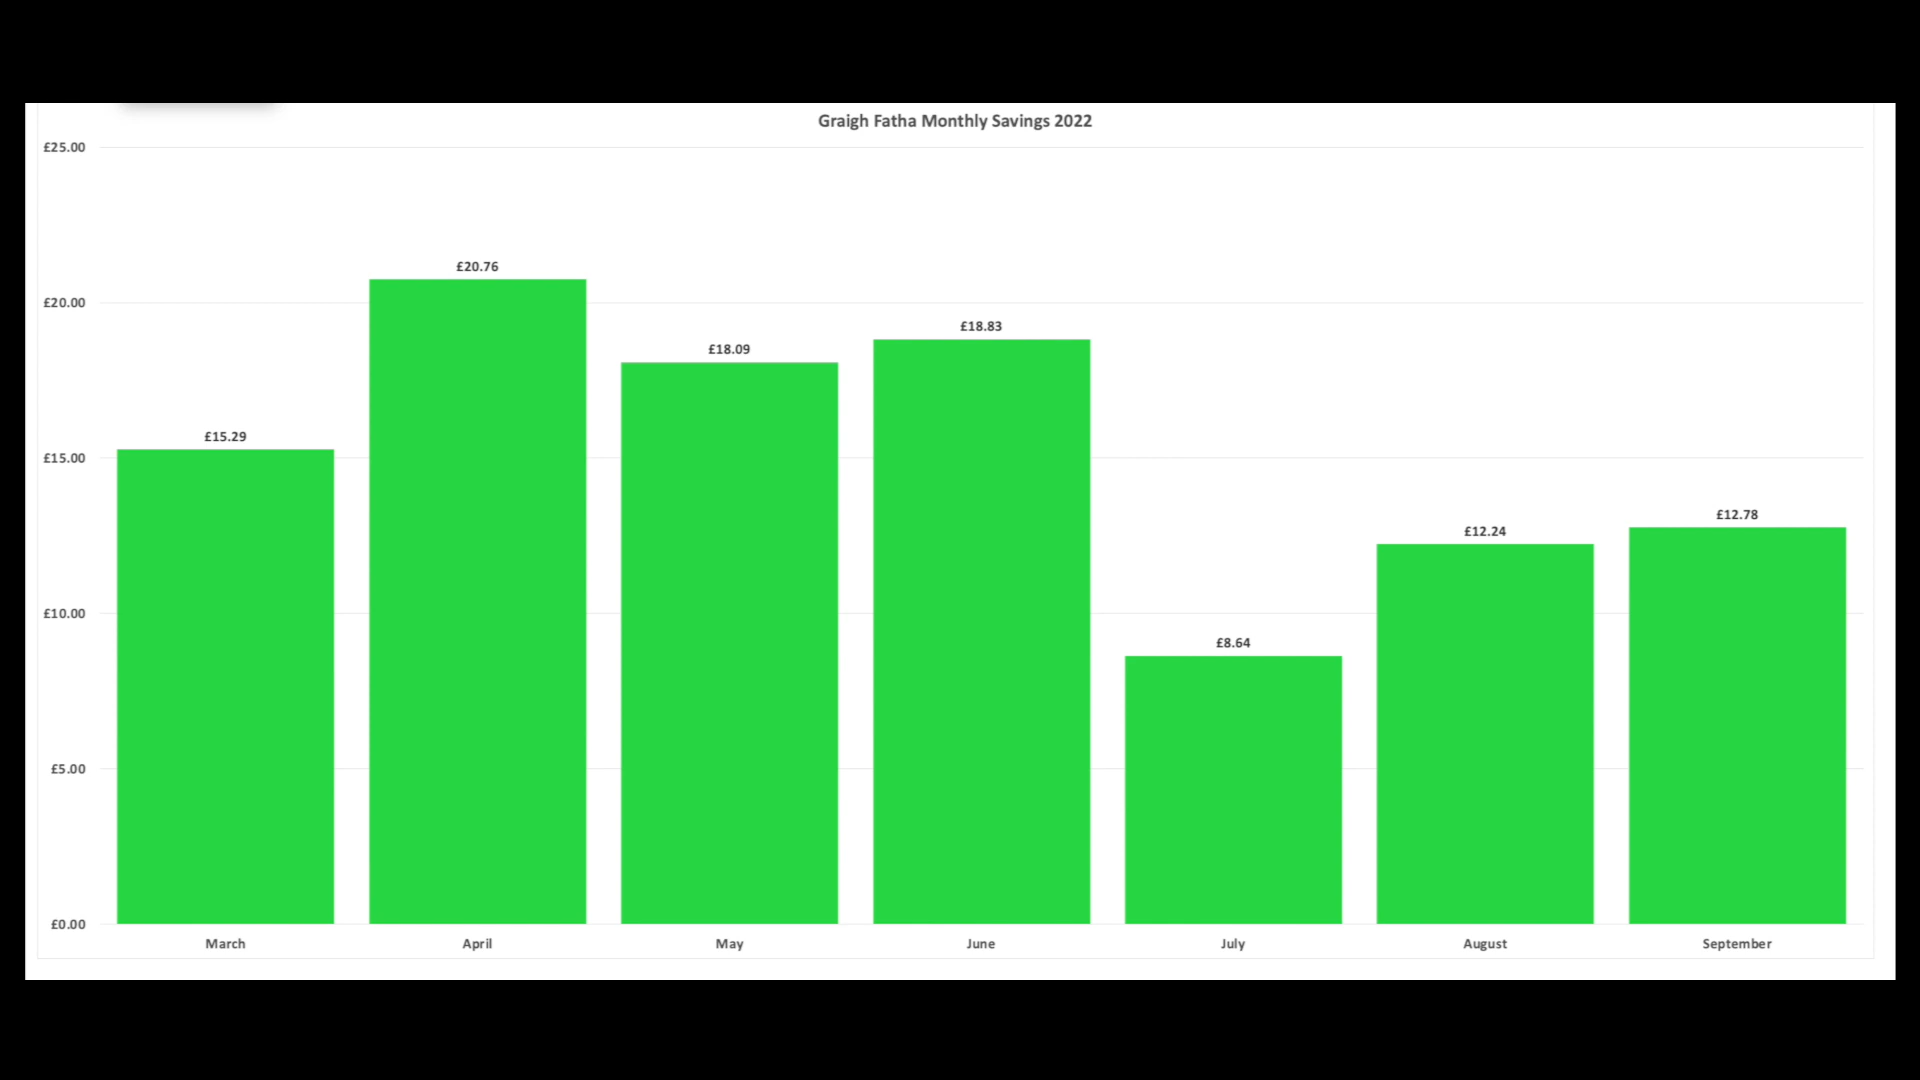 Graigh Fatha Monthly Savings 2022
£25.00
£20.00
£15.00
£10.00
£5.00
£0.00
£15.29
£20.76
£18.09
£18.83
£8.64
£12.24
£12.78
March
April
May
June
July
August
September